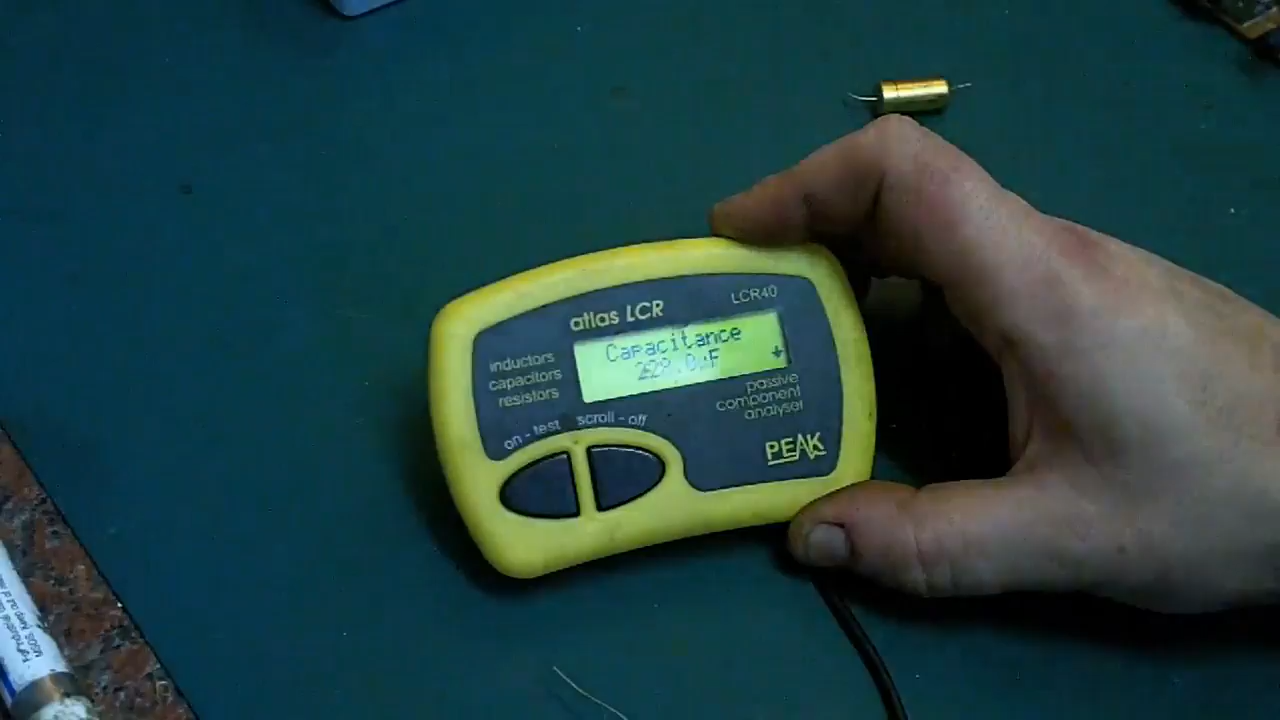 atlas LCR
LCR40
Capacitance
inductors
capacitors
resistors
passive
component
analyser
on - test
scroll - off
PEAK